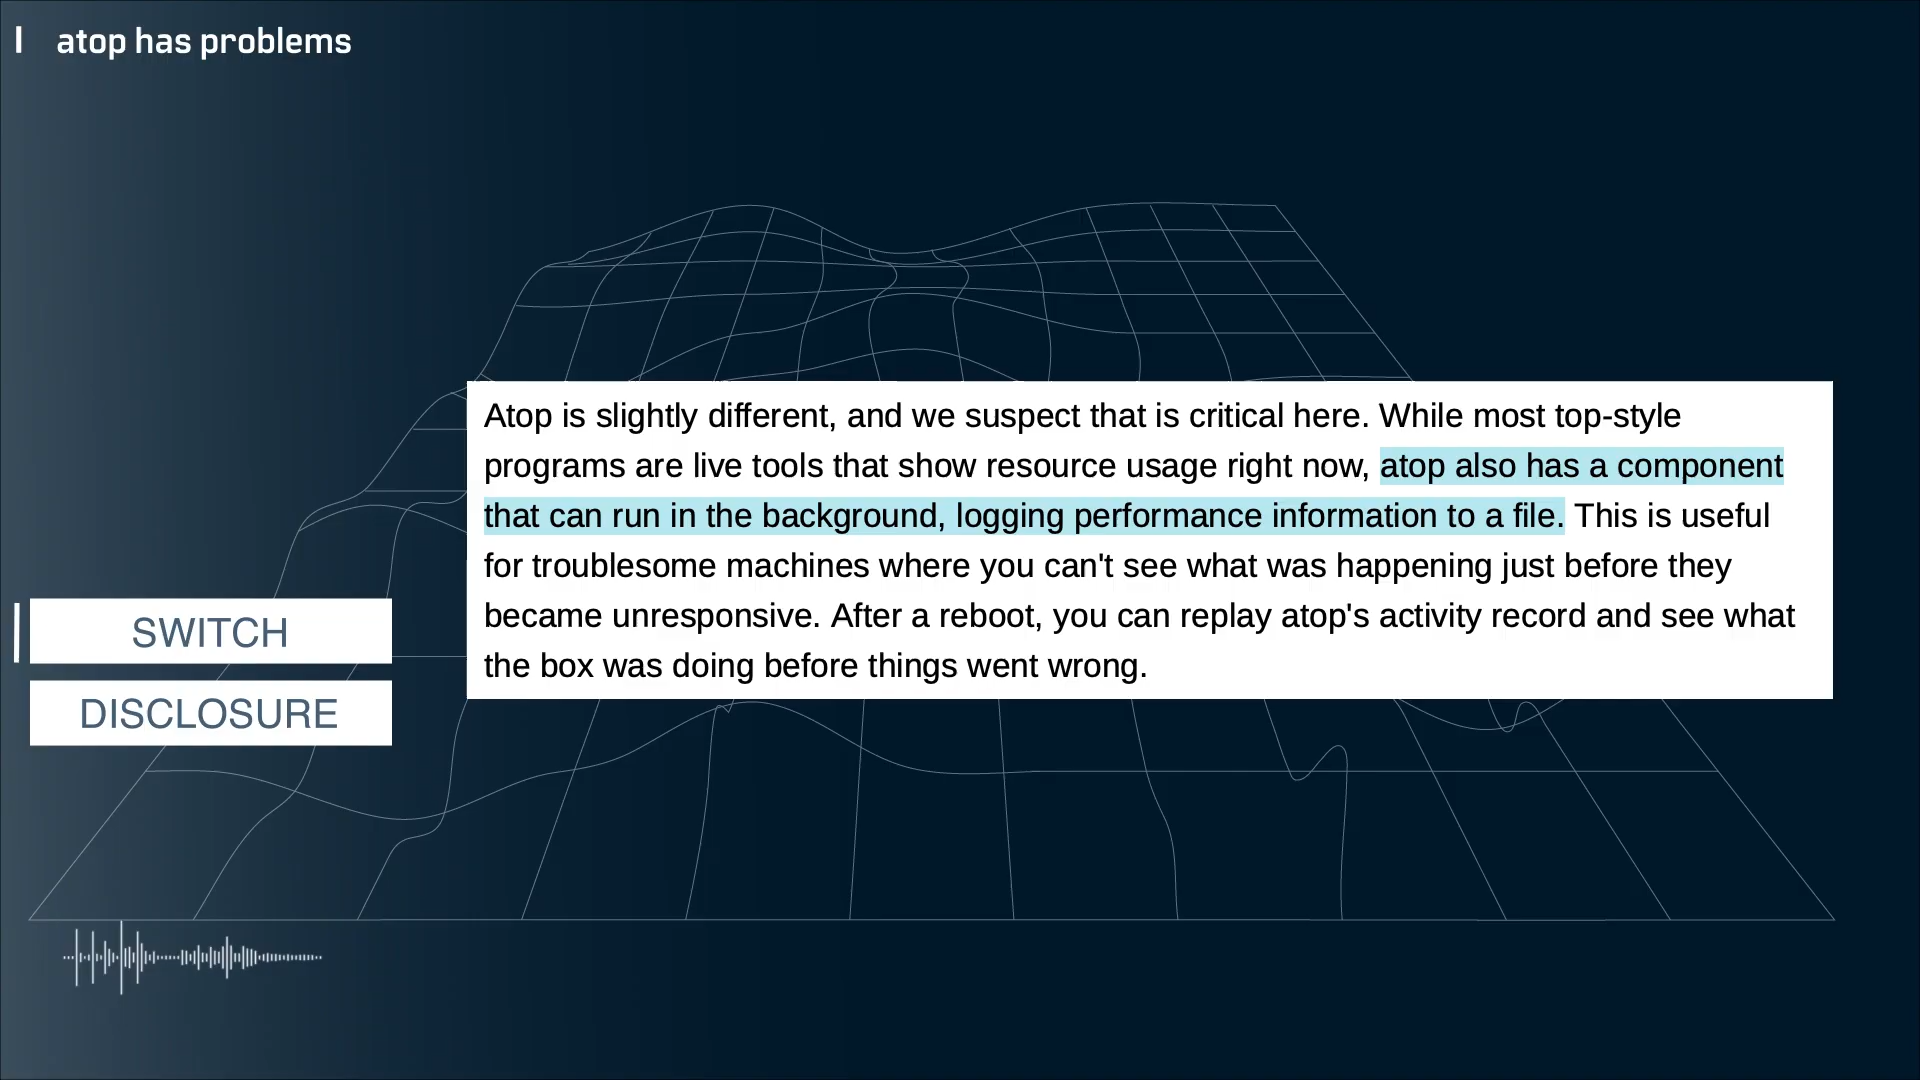 atop has problems
Atop is slightly different, and we suspect that is critical here. While most top-style
programs are live tools that show resource usage right now, atop also has a component
that can run in the background, logging performance information to a file. This is useful
for troublesome machines where you can't see what was happening just before they
became unresponsive. After a reboot, you can replay atop's activity record and see what
the box was doing before things went wrong.
SWITCH
DISCLOSURE